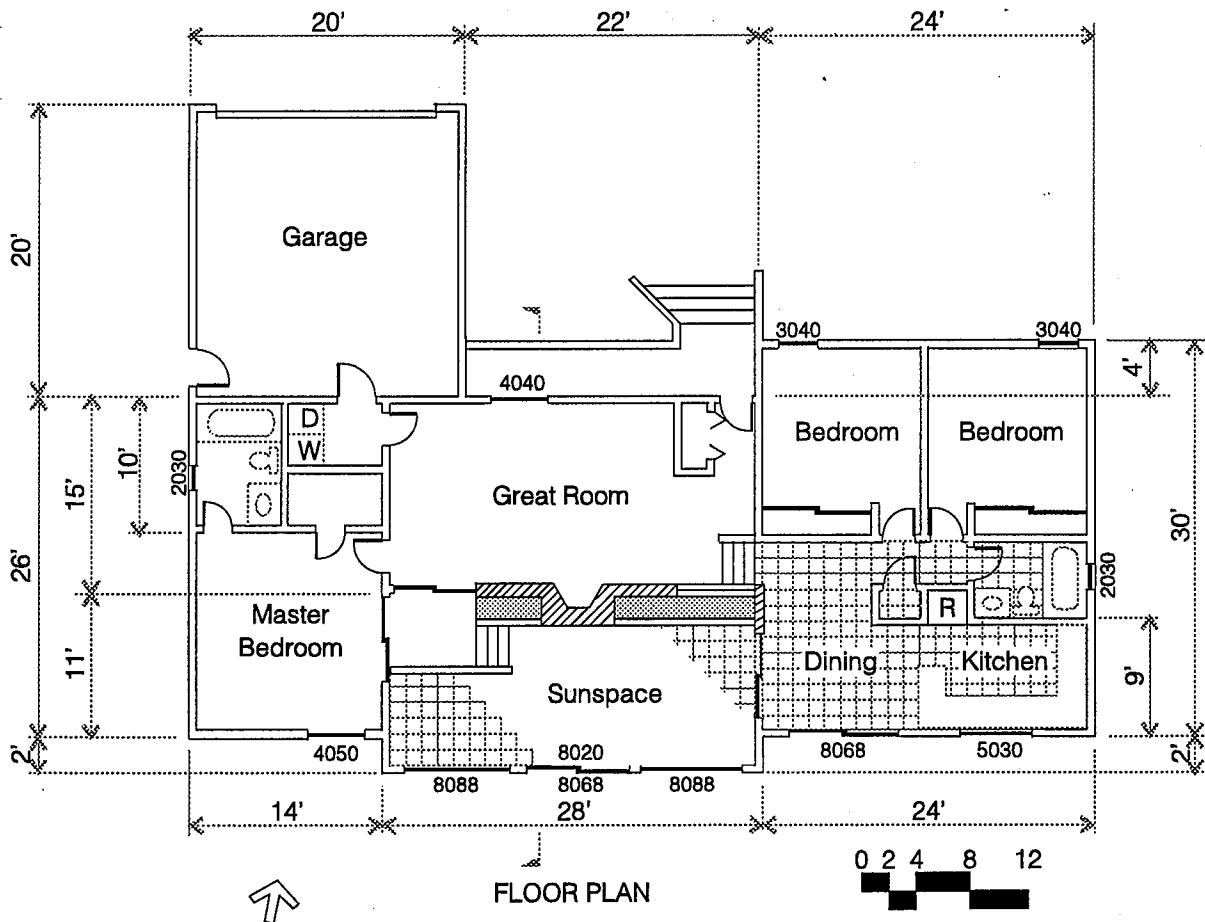 20' 22' 24'
Garage
20'
3040 3040
4'
4040
D
W
Bedroom Bedroom
10'
2030
15'
Great Room
26'
30'
2030
Master
Bedroom
R
11'
Dining Kitchen
9'
Sunspace
2'
4050
8020
8068 5030
2'
8088 8068 8088
14' 28' 24'
0 2 4 8 12
FLOOR PLAN